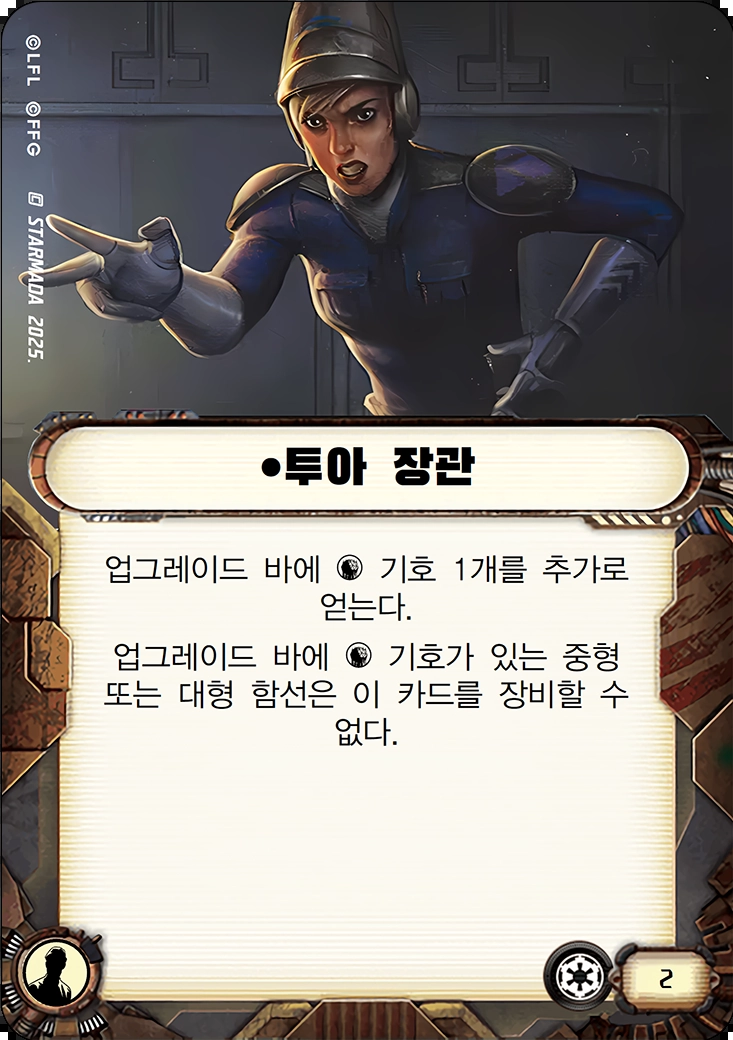 ©LFL ©FFG
STARMADA 2025.
•투아 장관
업그레이드 바에 기호 1개를 추가로
얻는다.
업그레이드 바에 기호가 있는 중형
또는 대형 함선은 이 카드를 장비할 수
없다.
2